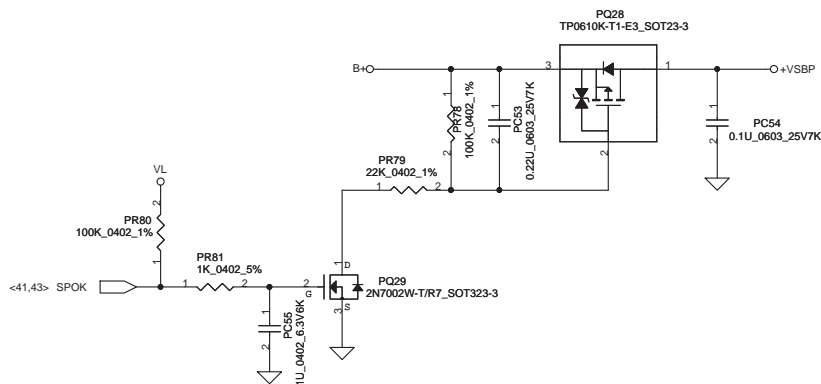 PQ28
TP0610K-T1-E3_SOT23-3
B+
3
1
+VSBP
1
PR78
100K_0402_1%
2
1
PC53
0.22U_0603_25V7K
2
2
1
PC54
0.1U_0603_25V7K
2
PR79
22K_0402_1%
1
2
VL
2
PR80
100K_0402_1%
1
PR81
1K_0402_5%
<41,43> SPOK
1
2
2
G
1
D
S
3
PQ29
2N7002W-T/R7_SOT323-3
1
PC55
1U_0402_6.3V6K
2